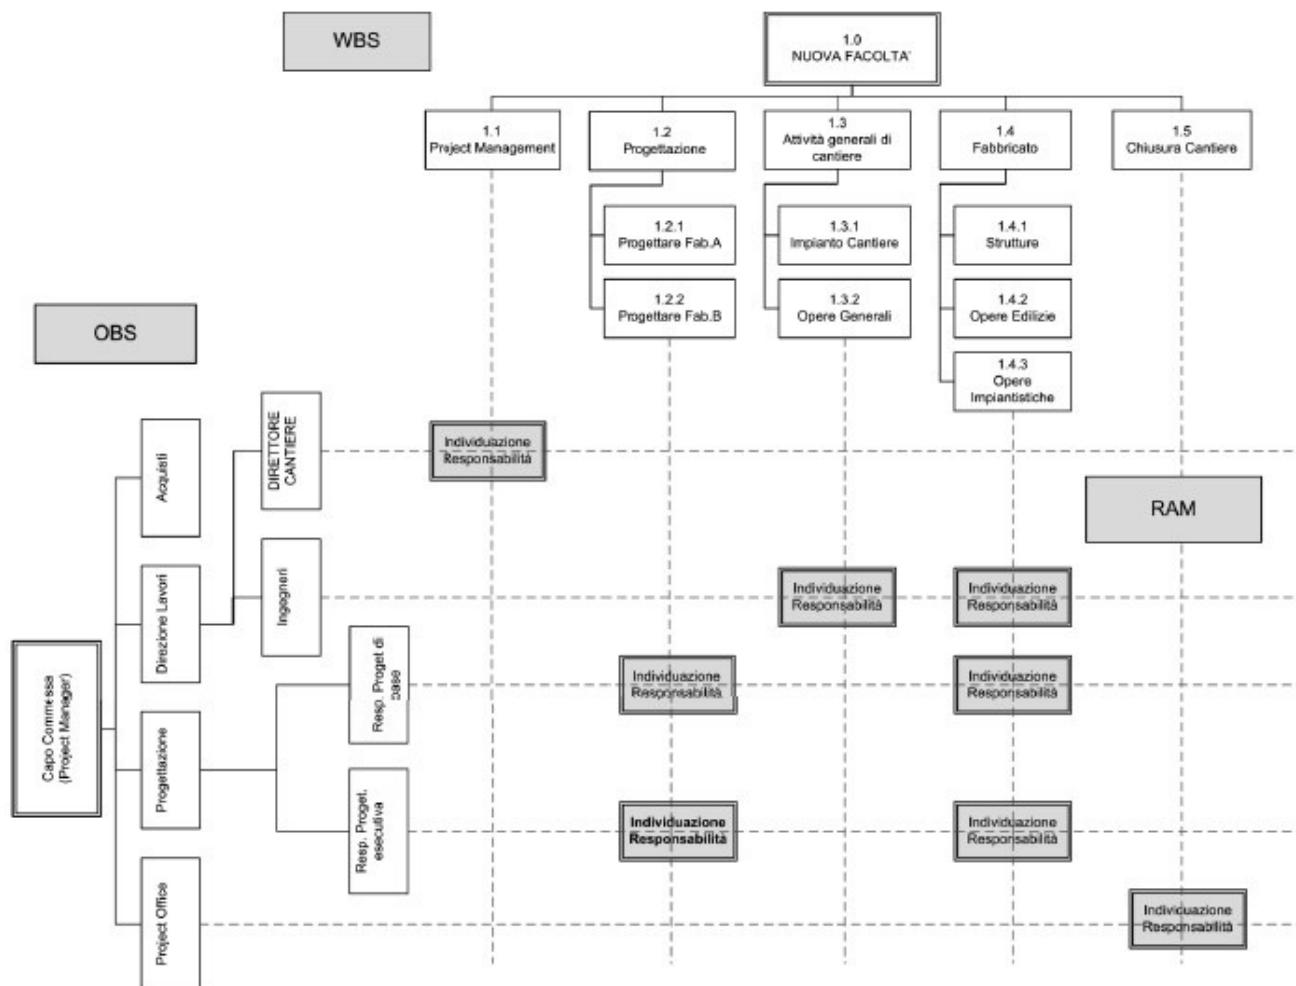 WBS
1.0
NUOVA FACOLTA'
1.1
Project Management
1.2
Progettazione
1.3
Attività generali di
cantiere
1.4
Fabbricato
1.5
Chiusura Cantiere
1.2.1
Progettare Fab.A
1.3.1
Impianto Cantiere
1.4.1
Strutture
1.2.2
Progettare Fab.B
1.3.2
Opere Generali
1.4.2
Opere Edilizie
1.4.3
Opere
Impiantistiche
OBS
Acquisti
DIRETTORE
CANTIERE
Individuazione
Responsabilità
RAM
Direzione Lavori
Ingegneri
Individuazione
Responsabilità
Individuazione
Responsabilità
Capo Commessa
(Project Manager)
Progettazione
Resp. Proget di
base
Individuazione
Responsabilità
Individuazione
Responsabilità
Resp. Proget.
esecutiva
Individuazione
Responsabilità
Individuazione
Responsabilità
Project Office
Individuazione
Responsabilità